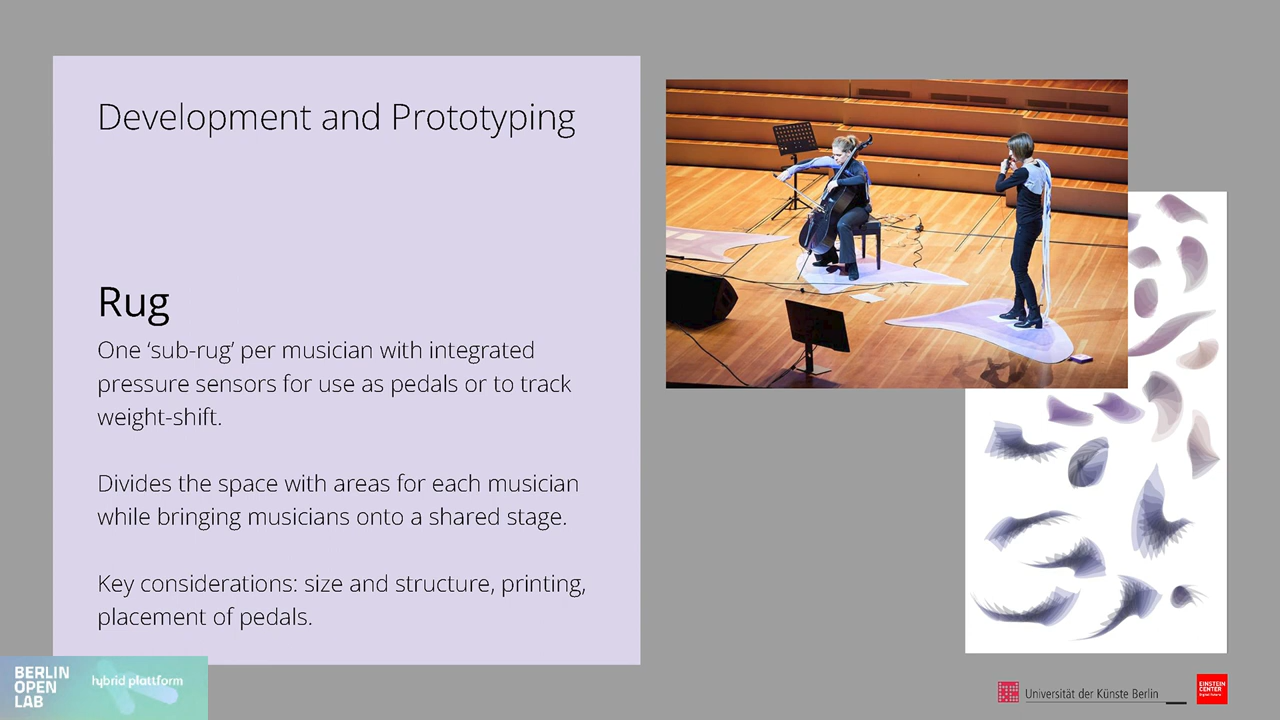 Development and Prototyping
Rug
One ‘sub-rug’ per musician with integrated
pressure sensors for use as pedals or to track
weight-shift.
Divides the space with areas for each musician
while bringing musicians onto a shared stage.
Key considerations: size and structure, printing,
placement of pedals.
BERLIN
OPEN
LAB
hybrid plattform
Universität der Künste Berlin
EINSTEIN
CENTER
Digital Future